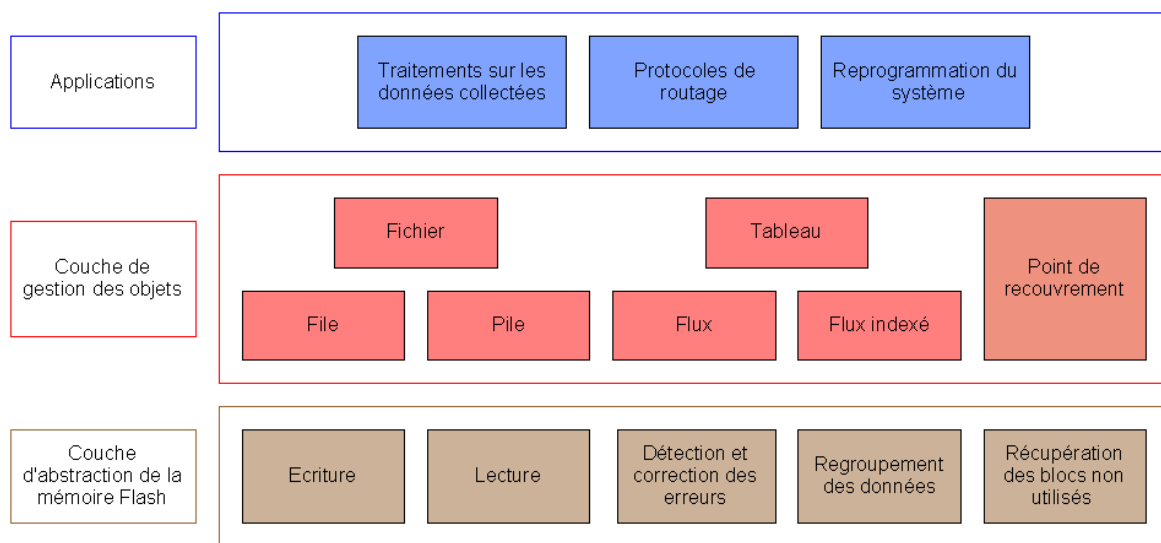 Applications
Traitements sur les
données collectées
Protocoles de
routage
Reprogrammation du
système
Couche de
gestion des objets
Fichier
Tableau
Point de
recouvrement
File
Pile
Flux
Flux indexé
Couche
d'abstraction de la
mémoire Flash
Ecriture
Lecture
Détection et
correction des
erreurs
Regroupement
des données
Récupération
des blocs non
utilisés